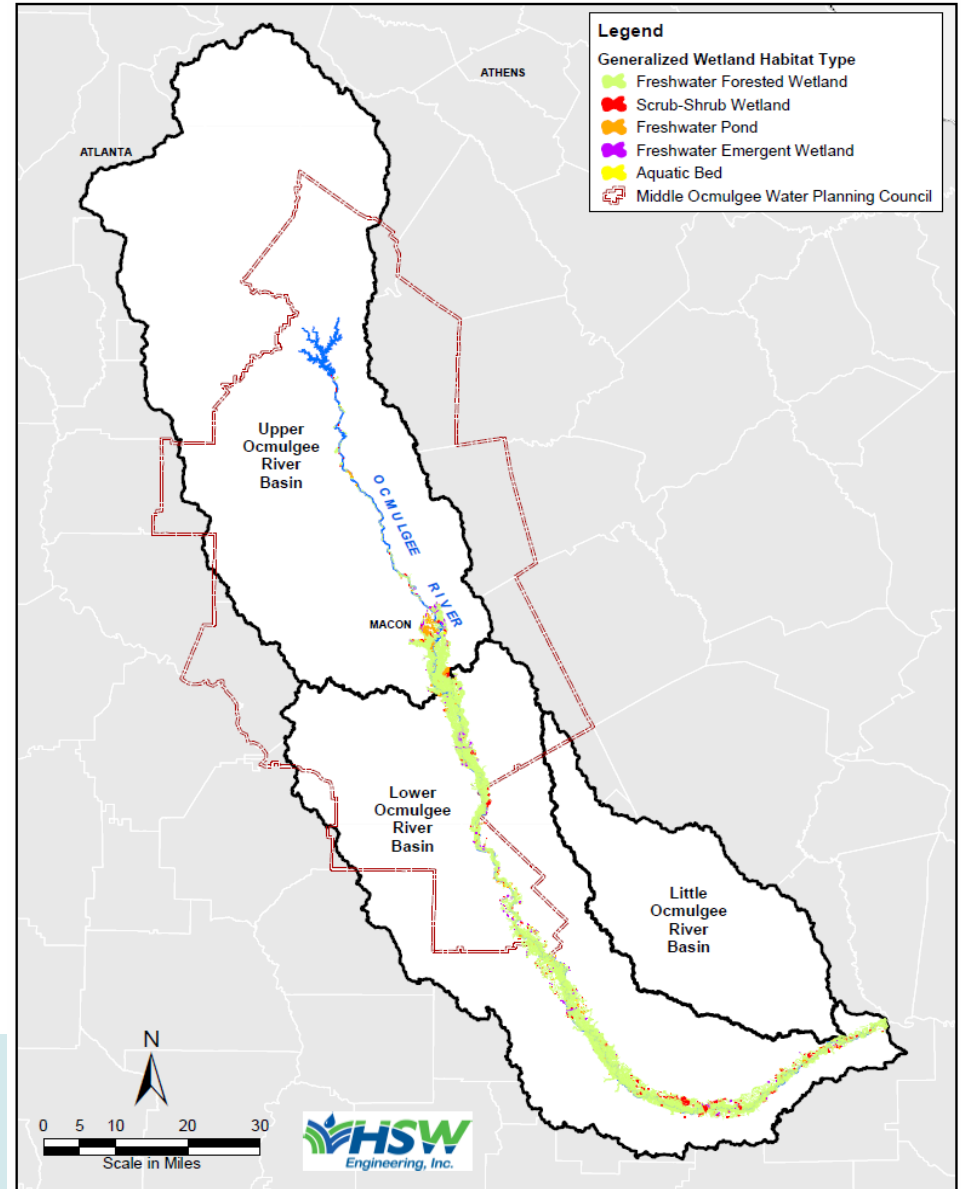 Legend
Generalized Wetland Habitat Type
Freshwater Forested Wetland
Scrub-Shrub Wetland
Freshwater Pond
Freshwater Emergent Wetland
Aquatic Bed
Middle Ocmulgee Water Planning Council
ATHENS
ATLANTA
Upper
Ocmulgee
River
Basin
OCMULGEE
RIVER
MACON
Lower
Ocmulgee
River
Basin
Little
Ocmulgee
River
Basin
N
0 5 10 20 30
Scale in Miles
HSW
Engineering, Inc.